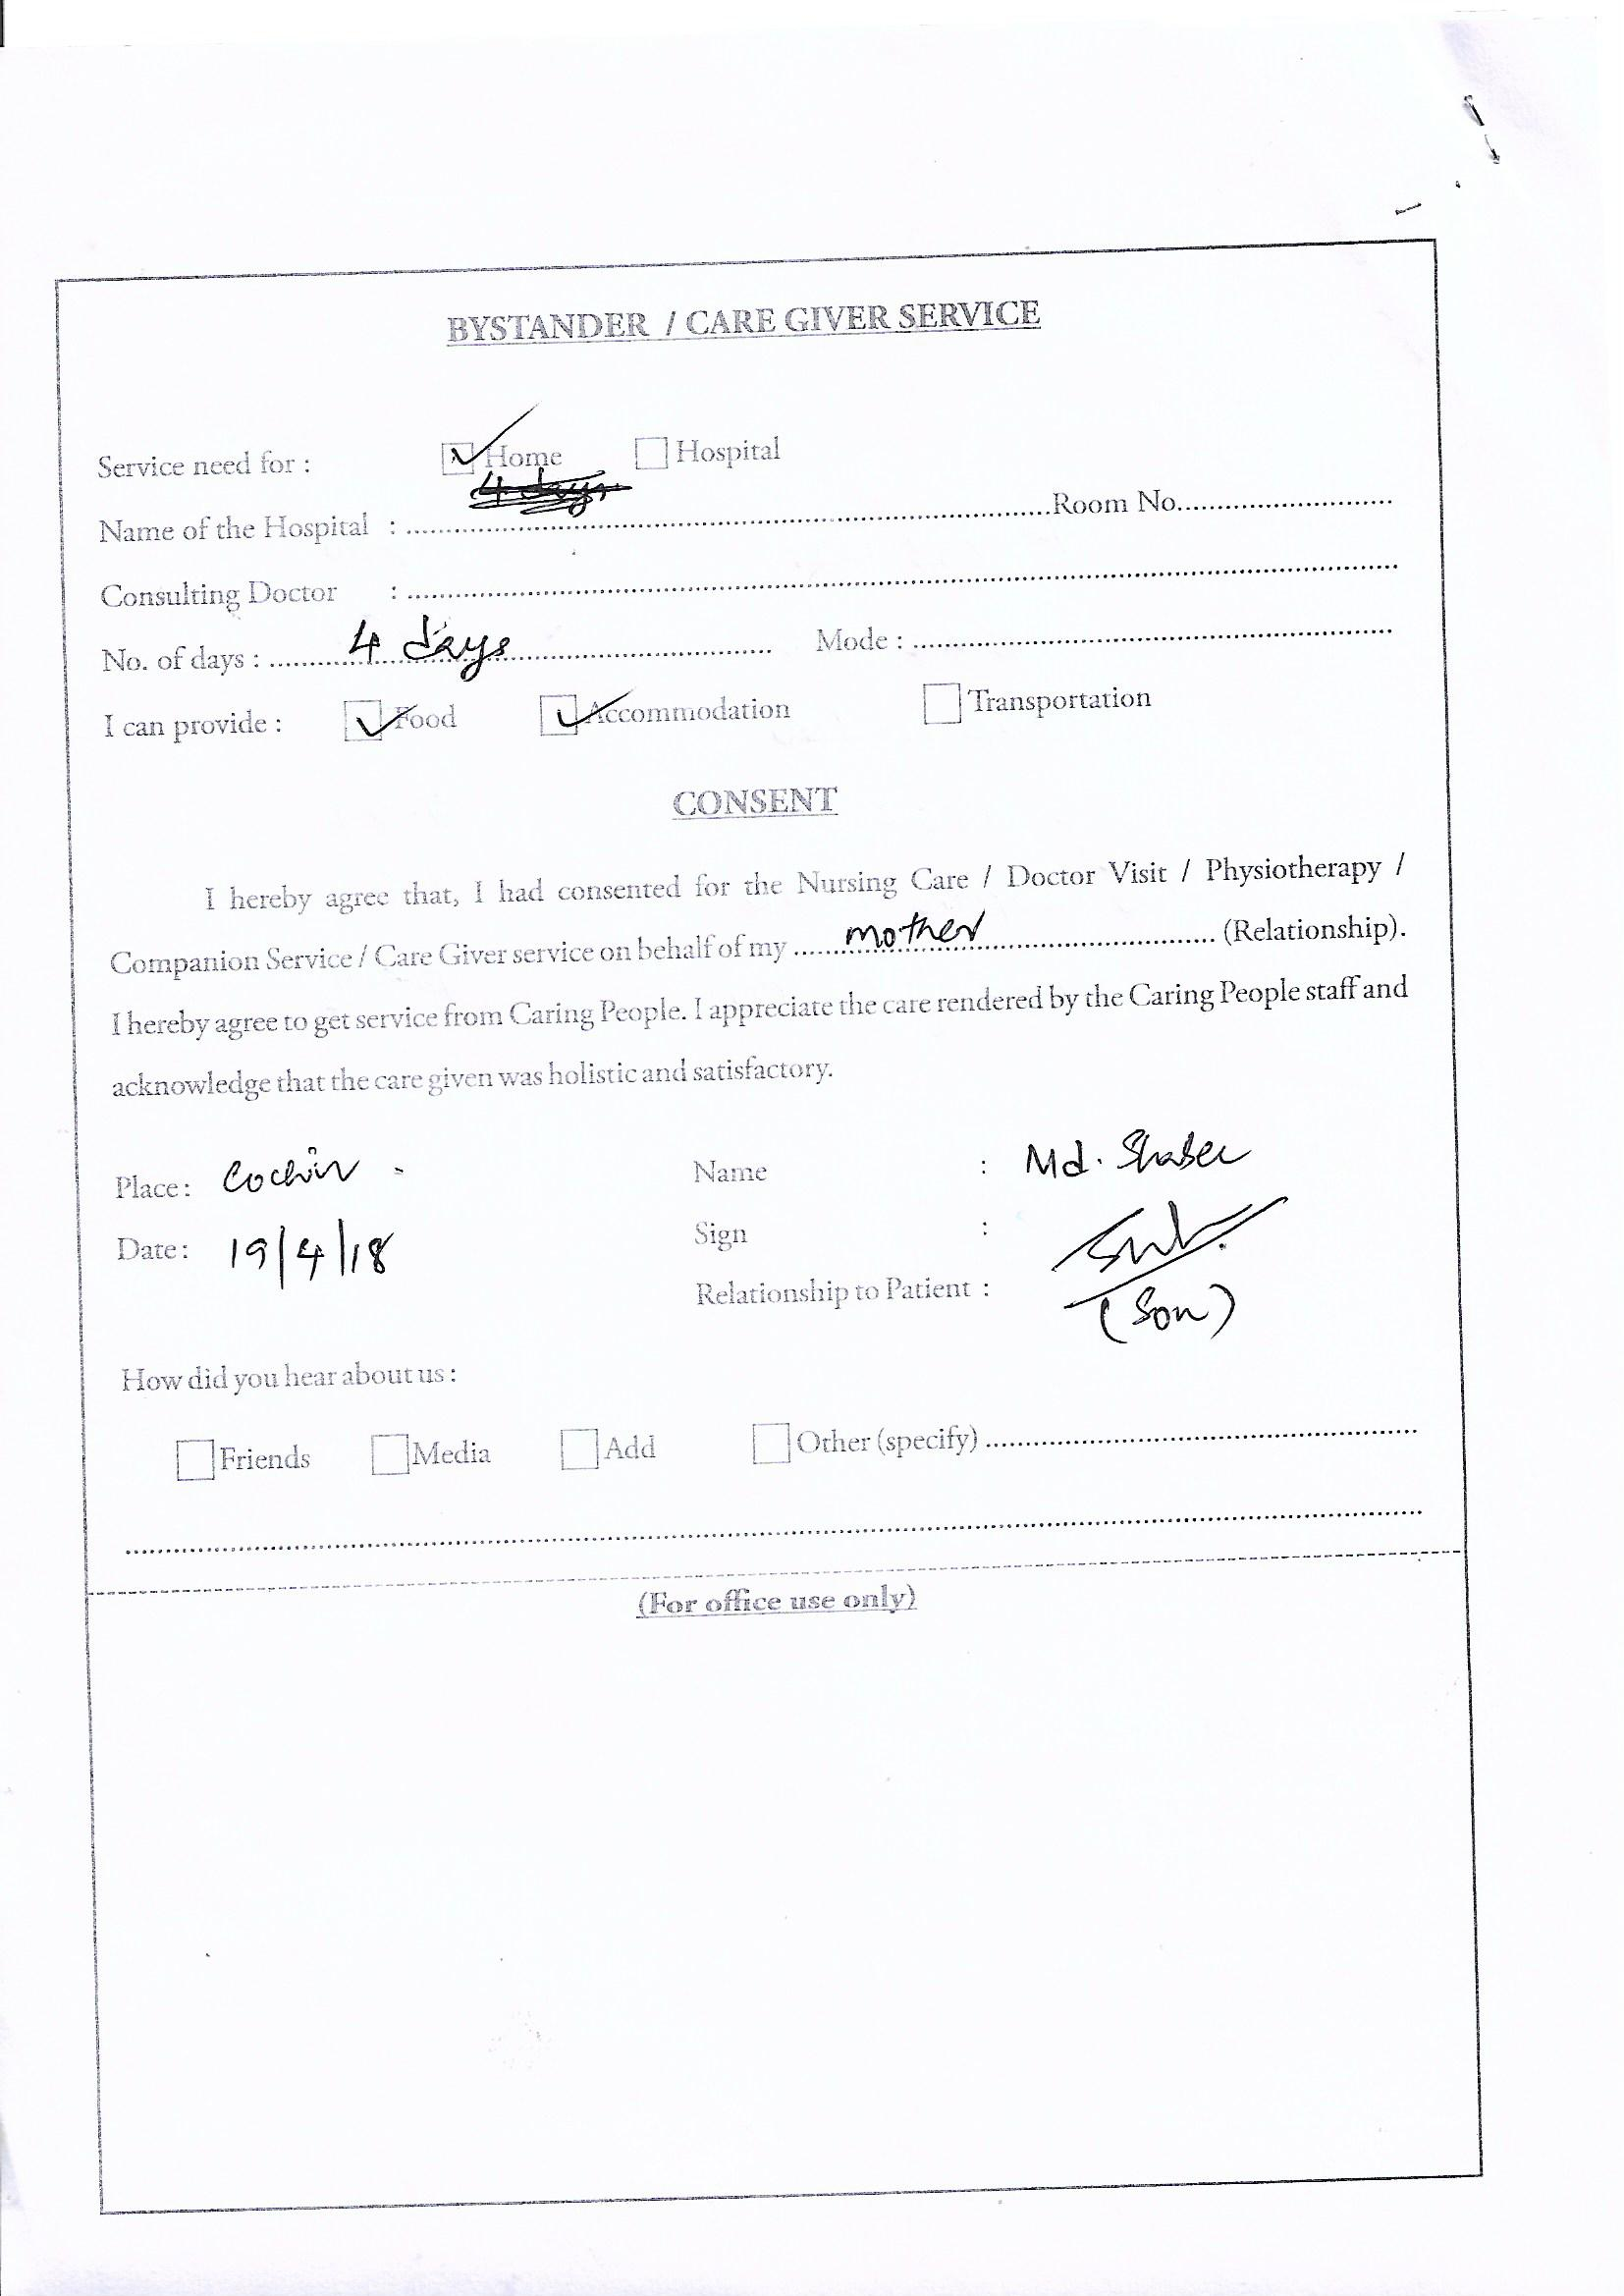 BYSTANDER / CARE GIVER SERVICE
Service need for : Home Hospital
4 days
Name of the Hospital : ........ Room No.........
Consulting Doctor : ........
No. of days : ........ 4 days ........ Mode : ........
I can provide : Food Accommodation Transportation
CONSENT
I hereby agree that, I had consented for the Nursing Care / Doctor Visit / Physiotherapy /
Companion Service / Care Giver service on behalf of my ........ mother ........ (Relationship).
I hereby agree to get service from Caring People. I appreciate the care rendered by the Caring People staff and
acknowledge that the care given was holistic and satisfactory.
Place : Cochin Name : Md.
Date : 19/4/18 Sign :
Relationship to Patient : (Son)
How did you hear about us :
Friends Media Add Other (specify) ........
(For office use only)